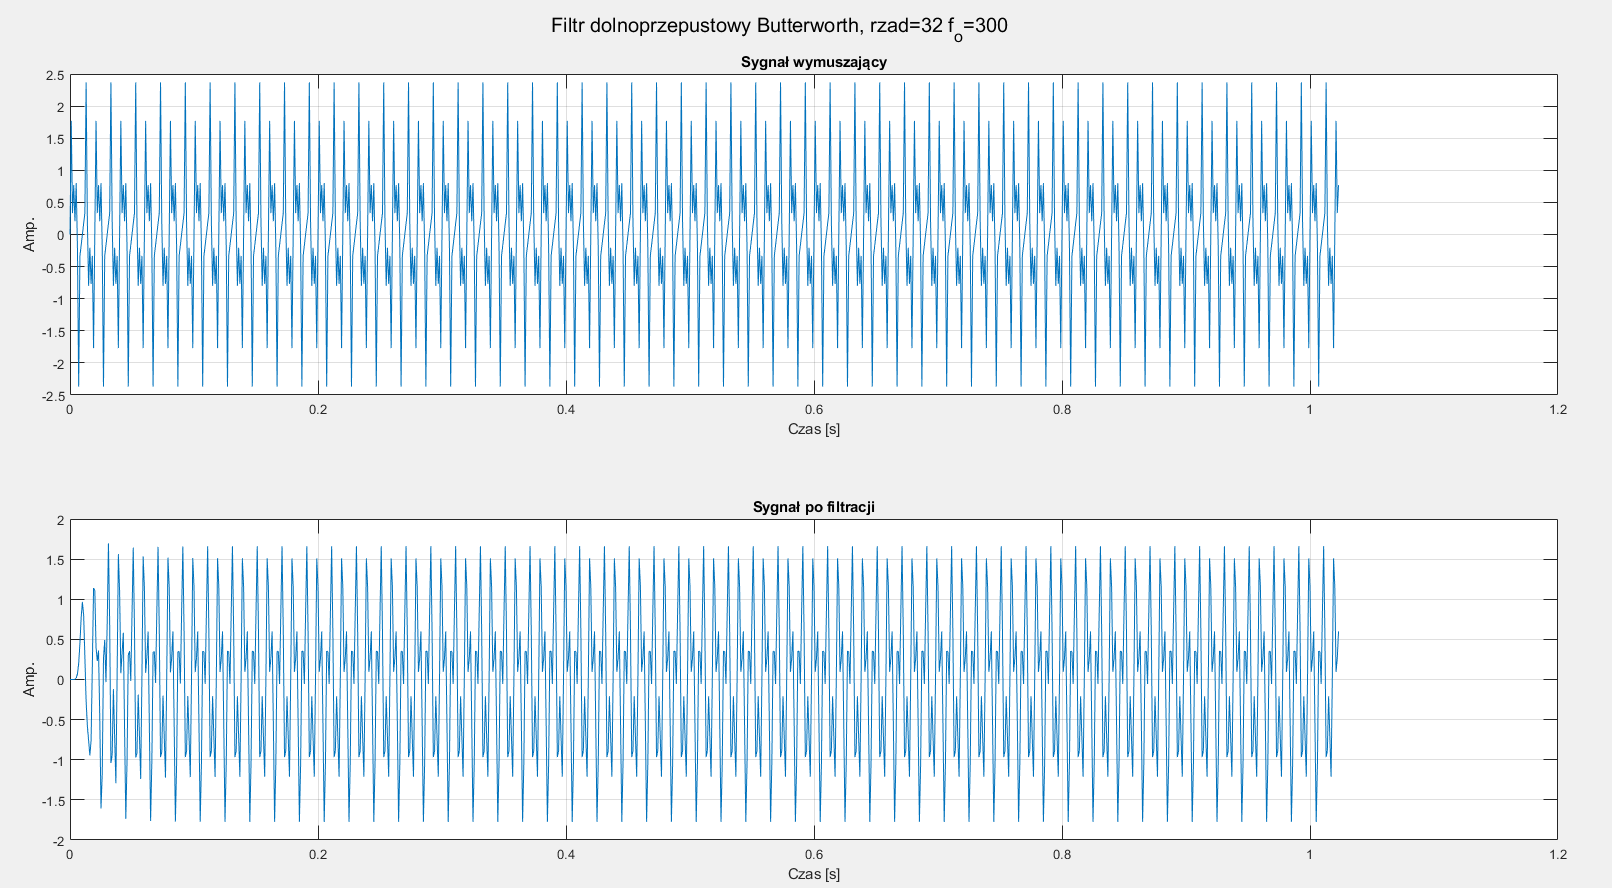 Filtr dolnoprzepustowy Butterworth, rzad=32 f_o=300
Sygnał wymuszający
2.5
2
1.5
1
0.5
0
-0.5
-1
-1.5
-2
-2.5
Amp.
0 0.2 0.4 0.6 0.8 1 1.2
Czas [s]
Sygnał po filtracji
2
1.5
1
0.5
0
-0.5
-1
-1.5
-2
Amp.
0 0.2 0.4 0.6 0.8 1 1.2
Czas [s]